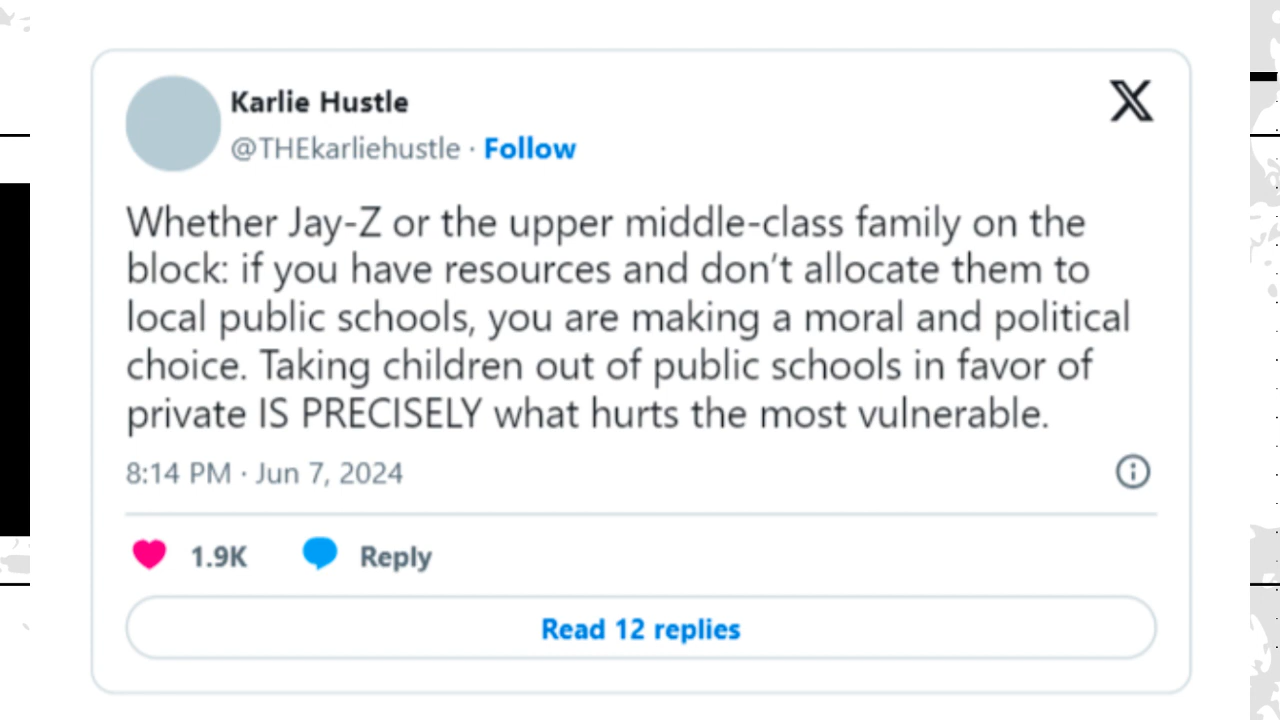 Karlie Hustle
@THEkarliehustle · Follow
Whether Jay-Z or the upper middle-class family on the
block: if you have resources and don’t allocate them to
local public schools, you are making a moral and political
choice. Taking children out of public schools in favor of
private IS PRECISELY what hurts the most vulnerable.
8:14 PM · Jun 7, 2024
1.9K Reply
Read 12 replies